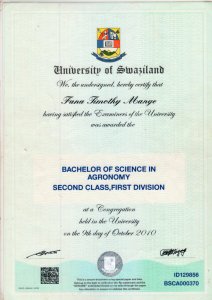 University of Swaziland
We, the undersigned, hereby certify that
Fana Timothy Mango
having satisfied the Examiners of the University
was awarded the
BACHELOR OF SCIENCE IN
AGRONOMY
SECOND CLASS,FIRST DIVISION
at a Congregation
held in the University
on the 9th day of October 2010
ID129856
BSCA000370